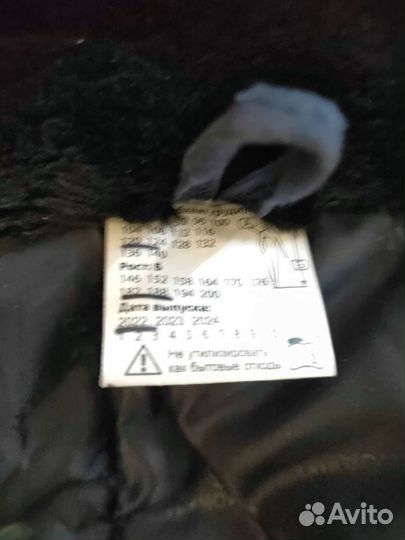 96 100
104 108 112 116
120 124 128 132
136 140
Рост: В
146 152 158 164 170 176
182 188 194 200
Дата выпуска:
2022 2023 2024
1 2 3 4 5 6 7 8 9
Не утилизировать
как бытовые отходы
Avito